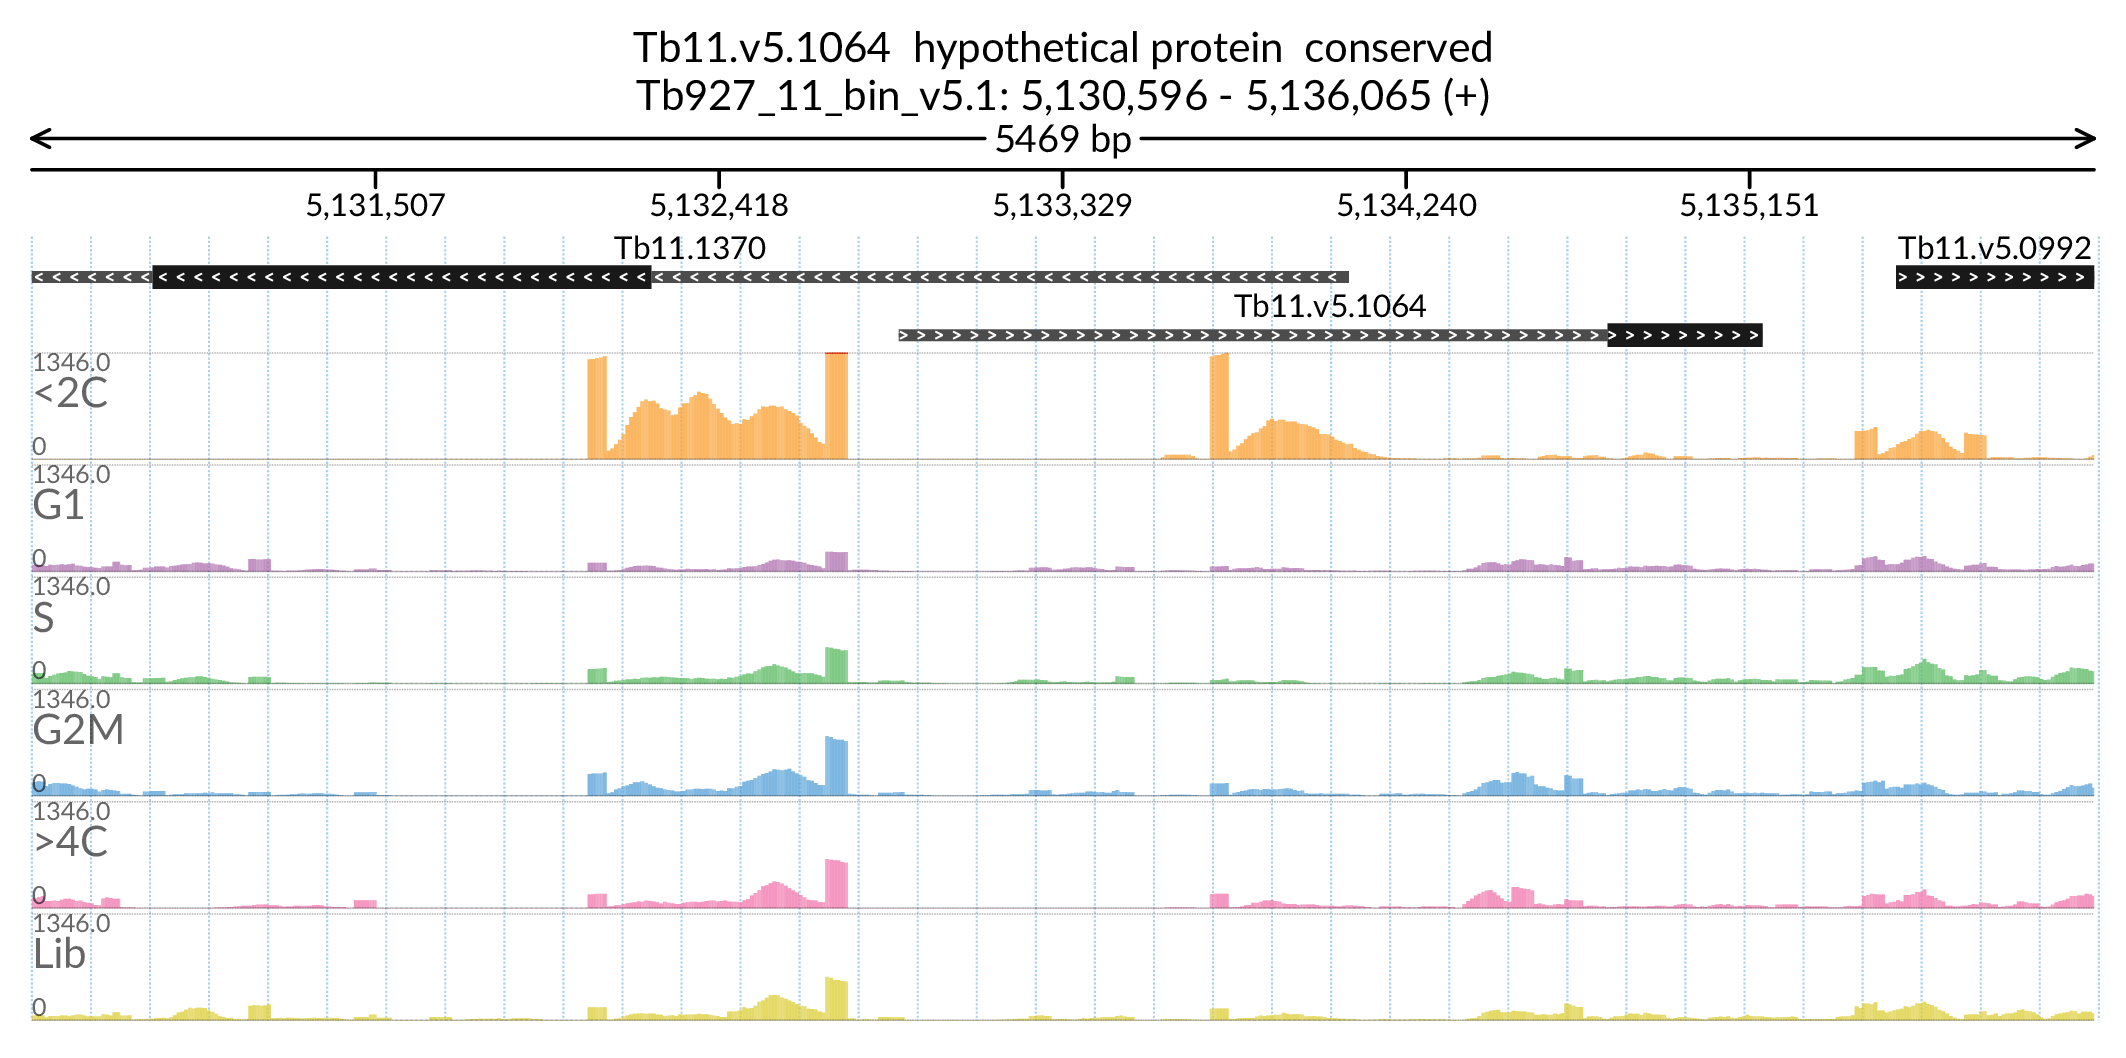 Tb11.v5.1064  hypothetical protein  conserved
Tb927_11_bin_v5.1: 5,130,596 - 5,136,065 (+)
5469 bp
5,131,507 5,132,418 5,133,329 5,134,240 5,135,151
Tb11.1370 Tb11.v5.0992
Tb11.v5.1064
1346.0
<2C
0
1346.0
G1
0
1346.0
S
0
1346.0
G2M
0
1346.0
>4C
0
1346.0
Lib
0